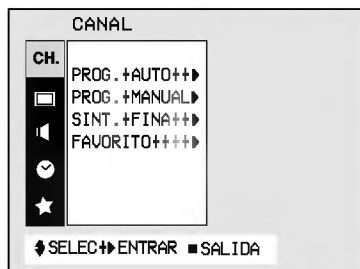 CANAL
CH.
PROG.+AUTO++▶
PROG.+MANUAL▶
SINT.+FINA++▶
FAVORITO++++▶
SELEC+▶ENTRAR ■SALIDA